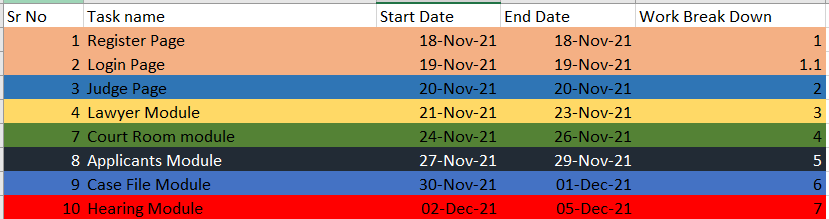 Sr No Task name Start Date End Date Work Break Down
1 Register Page 18-Nov-21 18-Nov-21 1
2 Login Page 19-Nov-21 19-Nov-21 1.1
3 Judge Page 20-Nov-21 20-Nov-21 2
4 Lawyer Module 21-Nov-21 23-Nov-21 3
7 Court Room module 24-Nov-21 26-Nov-21 4
8 Applicants Module 27-Nov-21 29-Nov-21 5
9 Case File Module 30-Nov-21 01-Dec-21 6
10 Hearing Module 02-Dec-21 05-Dec-21 7